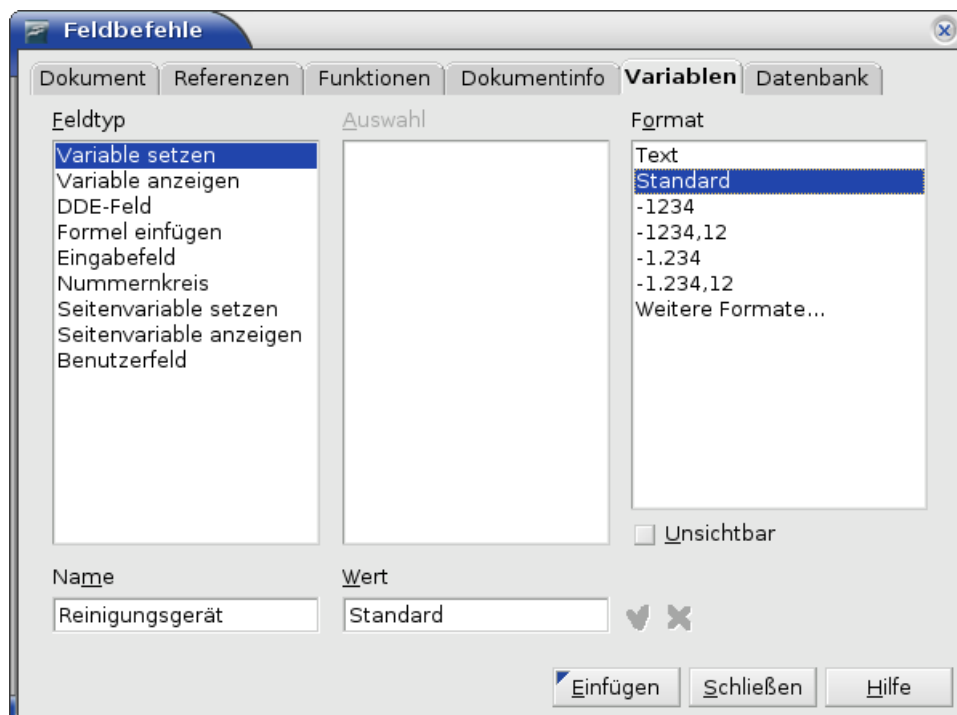 Feldbefehle
Dokument Referenzen Funktionen Dokumentinfo Variablen Datenbank
Feldtyp
Variable setzen
Variable anzeigen
DDE-Feld
Formel einfügen
Eingabefeld
Nummernkreis
Seitenvariable setzen
Seitenvariable anzeigen
Benutzerfeld
Auswahl
Format
Text
Standard
-1234
-1234,12
-1.234
-1.234,12
Weitere Formate...
Unsichtbar
Name
Reinigungsgerät
Wert
Standard
Einfügen Schließen Hilfe